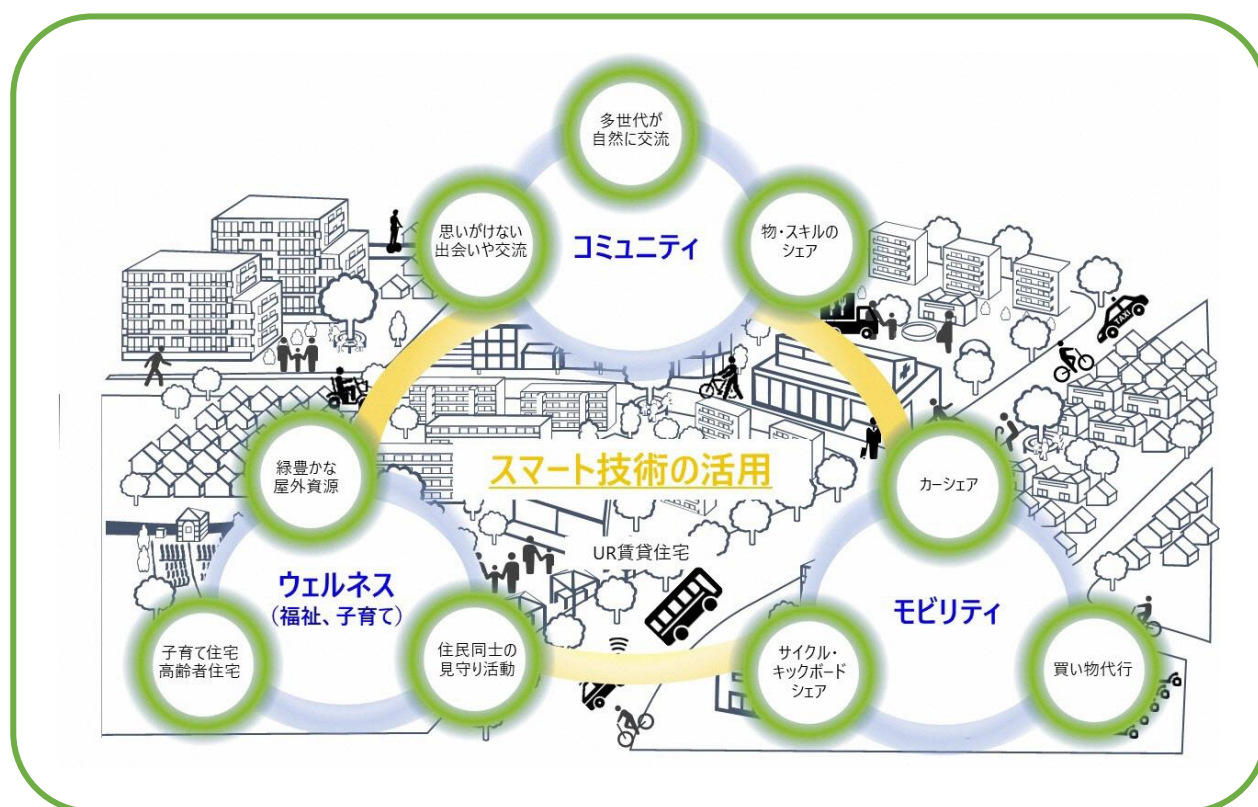 多世代が
自然に交流
思いがけない
出会いや交流
コミュニティ
物・スキルの
シェア
TAXI
緑豊かな
屋外資源
スマート技術の活用
カーシェア
UR賃貸住宅
ウェルネス
(福祉、子育て)
モビリティ
子育て住宅
高齢者住宅
住民同士の
見守り活動
サイクル・
キックボード
シェア
買い物代行